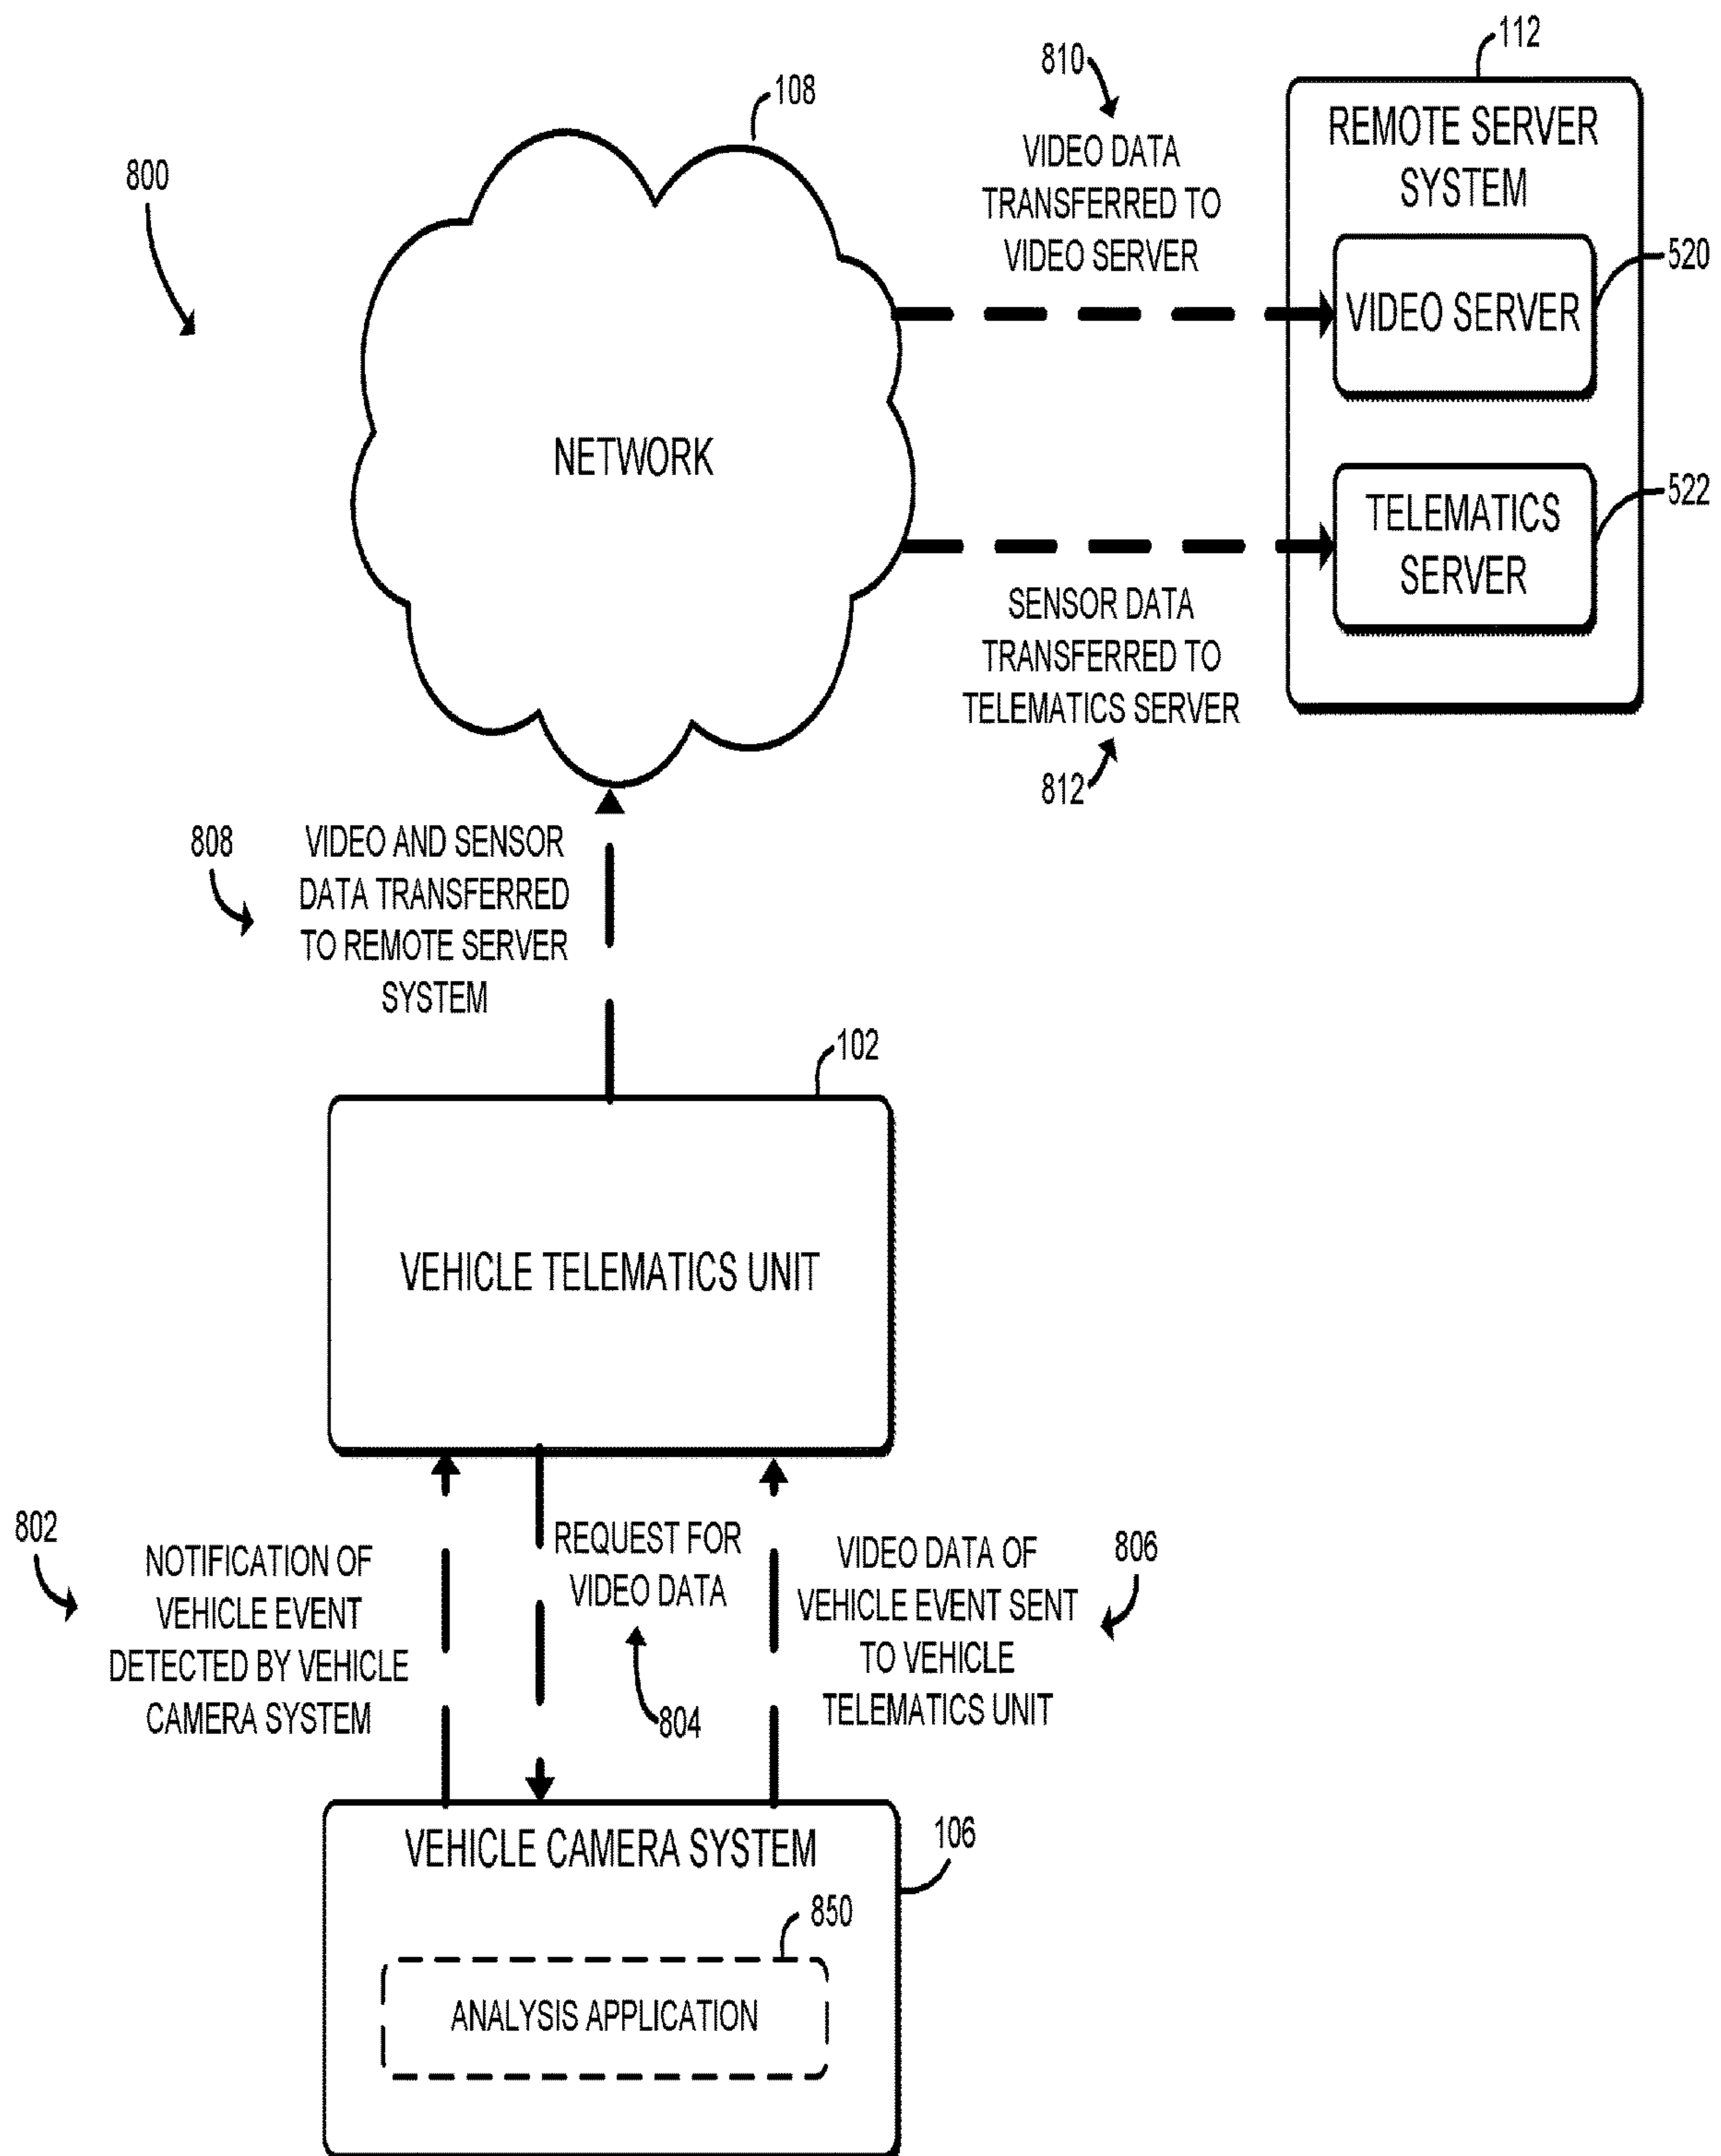 112
REMOTE SERVER
SYSTEM
810
VIDEO DATA
TRANSFERRED TO
VIDEO SERVER
108
800
520
VIDEO SERVER
NETWORK
522
TELEMATICS
SERVER
SENSOR DATA
TRANSFERRED TO
TELEMATICS SERVER
812
808
VIDEO AND SENSOR
DATA TRANSFERRED
TO REMOTE SERVER
SYSTEM
102
VEHICLE TELEMATICS UNIT
802
NOTIFICATION OF
VEHICLE EVENT
DETECTED BY VEHICLE
CAMERA SYSTEM
REQUEST FOR
VIDEO DATA
804
VIDEO DATA OF
VEHICLE EVENT SENT
TO VEHICLE
TELEMATICS UNIT
806
VEHICLE CAMERA SYSTEM
106
850
ANALYSIS APPLICATION